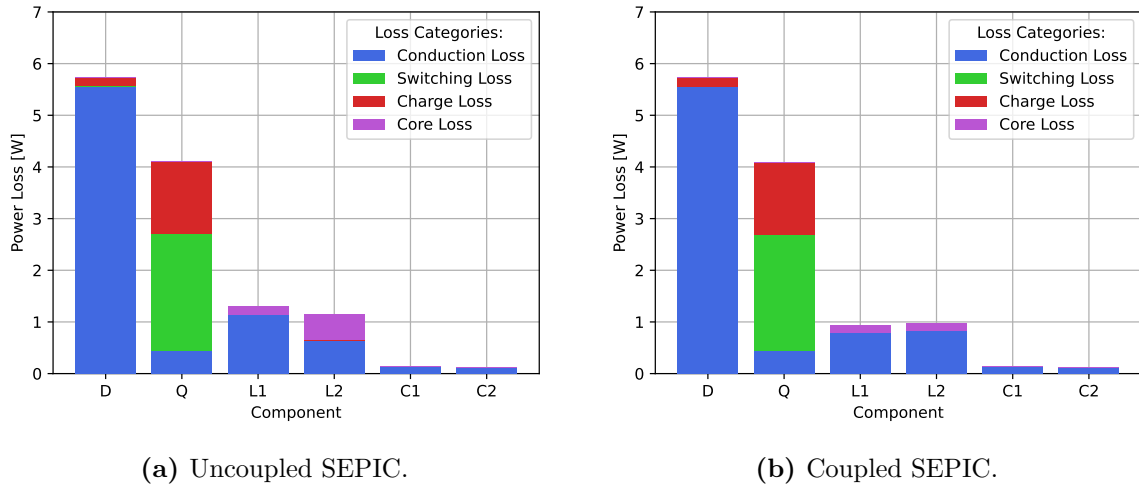 7
6
5
4
3
2
1
0
Power Loss [W]
Loss Categories:
Conduction Loss
Switching Loss
Charge Loss
Core Loss
D Q L1 L2 C1 C2
Component
(a) Uncoupled SEPIC.
7
6
5
4
3
2
1
0
Power Loss [W]
Loss Categories:
Conduction Loss
Switching Loss
Charge Loss
Core Loss
D Q L1 L2 C1 C2
Component
(b) Coupled SEPIC.